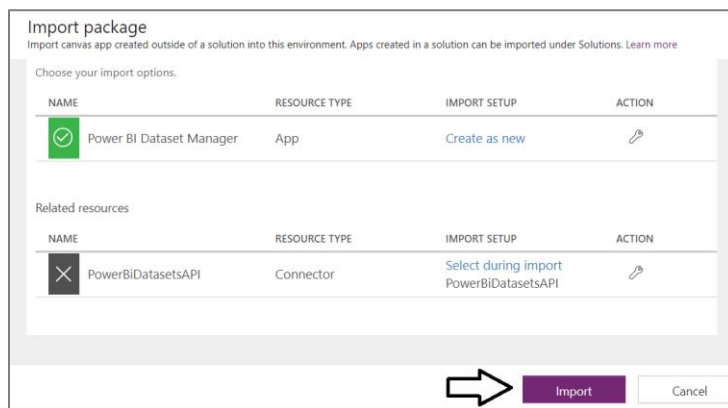 Import package
Import canvas app created outside of a solution into this environment. Apps created in a solution can be imported under Solutions. Learn more
Choose your import options.
NAME RESOURCE TYPE IMPORT SETUP ACTION
Power BI Dataset Manager App Create as new
Related resources
NAME RESOURCE TYPE IMPORT SETUP ACTION
PowerBiDatasetsAPI Connector Select during import
PowerBiDatasetsAPI
Import Cancel